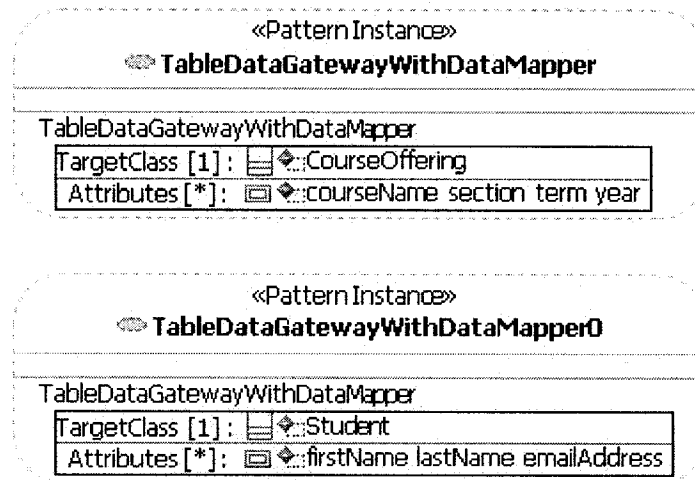 «Pattern Instance»
TableDataGatewayWithDataMapper
TableDataGatewayWithDataMapper
TargetClass [1] : CourseOffering
Attributes [*]: courseName section term year
«Pattern Instance»
TableDataGatewayWithDataMapper0
TableDataGatewayWithDataMapper
TargetClass [1] : Student
Attributes [*]: firstName lastName emailAddress